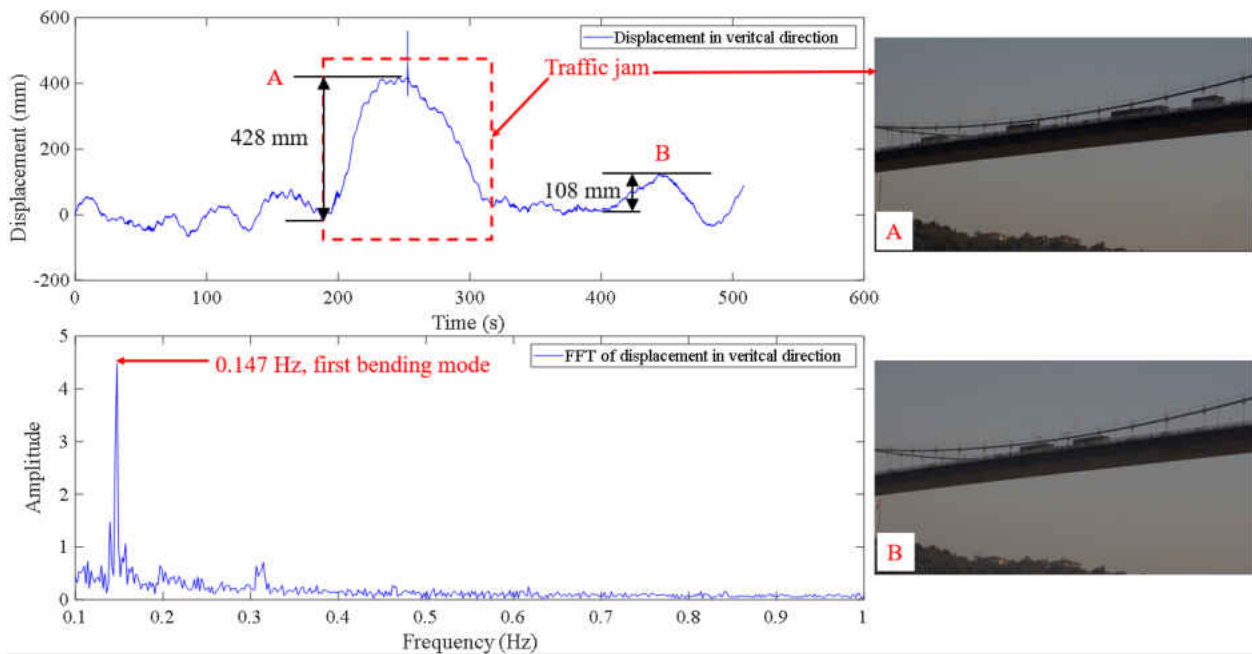 600
400
200
0
-200
Displacement (mm)
Displacement in veritcal direction
A
428 mm
Traffic jam
B
108 mm
0 100 200 300 400 500 600
Time (s)
A
5
4
3
2
1
0
Amplitude
FFT of displacement in veritcal direction
0.147 Hz, first bending mode
0.1 0.2 0.3 0.4 0.5 0.6 0.7 0.8 0.9 1
Frequency (Hz)
B